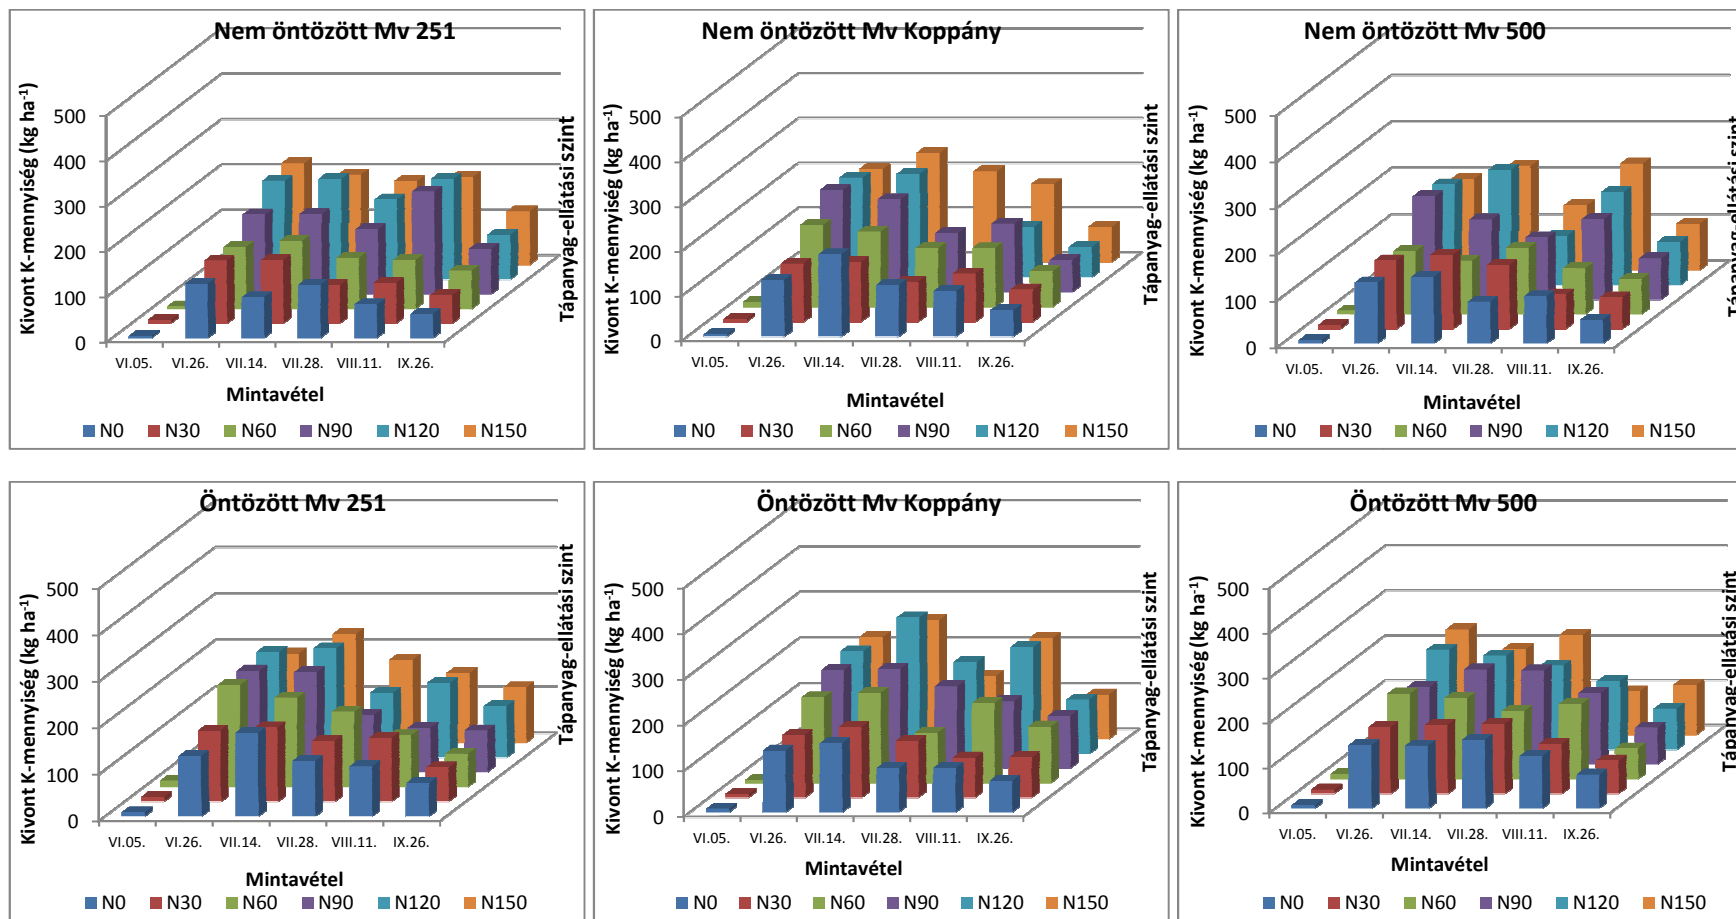 Nem öntözött Mv 251
Kivont K-mennyiség (kg ha-1)
500
400
300
200
100
0
VI.05. VI.26. VII.14. VII.28. VIII.11. IX.26.
Mintavétel
Tápanyag-ellátási szint
N0 N30 N60 N90 N120 N150
Nem öntözött Mv Koppány
Kivont K-mennyiség (kg ha-1)
500
400
300
200
100
0
VI.05. VI.26. VII.14. VII.28. VIII.11. IX.26.
Mintavétel
Tápanyag-ellátási szint
N0 N30 N60 N90 N120 N150
Nem öntözött Mv 500
Kivont K-mennyiség (kg ha-1)
500
400
300
200
100
0
VI.05. VI.26. VII.14. VII.28. VIII.11. IX.26.
Mintavétel
Tápanyag-ellátási szint
N0 N30 N60 N90 N120 N150
Öntözött Mv 251
Kivont K-mennyiség (kg ha-1)
500
400
300
200
100
0
VI.05. VI.26. VII.14. VII.28. VIII.11. IX.26.
Mintavétel
Tápanyag-ellátási szint
N0 N30 N60 N90 N120 N150
Öntözött Mv Koppány
Kivont K-mennyiség (kg ha-1)
500
400
300
200
100
0
VI.05. VI.26. VII.14. VII.28. VIII.11. IX.26.
Mintavétel
Tápanyag-ellátási szint
N0 N30 N60 N90 N120 N150
Öntözött Mv 500
Kivont K-mennyiség (kg ha-1)
500
400
300
200
100
0
VI.05. VI.26. VII.14. VII.28. VIII.11. IX.26.
Mintavétel
Tápanyag-ellátási szint
N0 N30 N60 N90 N120 N150